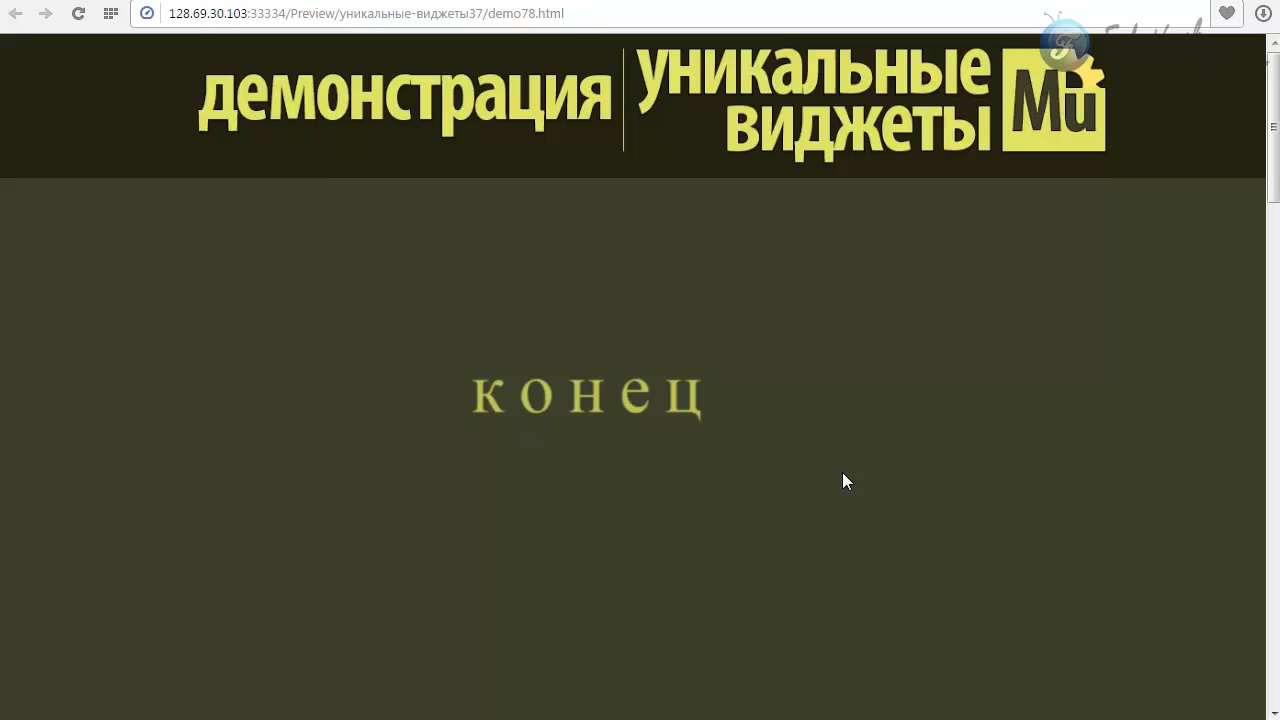 128.69.30.103:33334/Preview/уникальные-виджеты37/demo78.html
демонстрация
уникальные
виджеты
Mu
конец